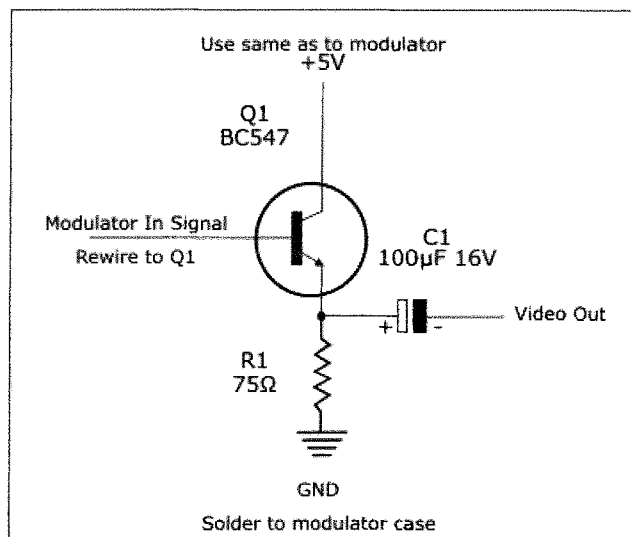 Use same as to modulator
+5V
Q1
BC547
Modulator In Signal
Rewire to Q1
C1
100µF 16V
+
-
Video Out
R1
75Ω
GND
Solder to modulator case